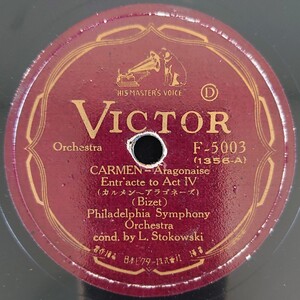 "HIS MASTER'S VOICE"
D
VICTOR
Orchestra
F-5003
(1356-A)
CARMEN-Aragonaise
Entr'acte to Act IV
(カルメン〜アラゴネーズ)
(Bizet)
Philadelphia Symphony
Orchestra
cond. by L. Stokowski